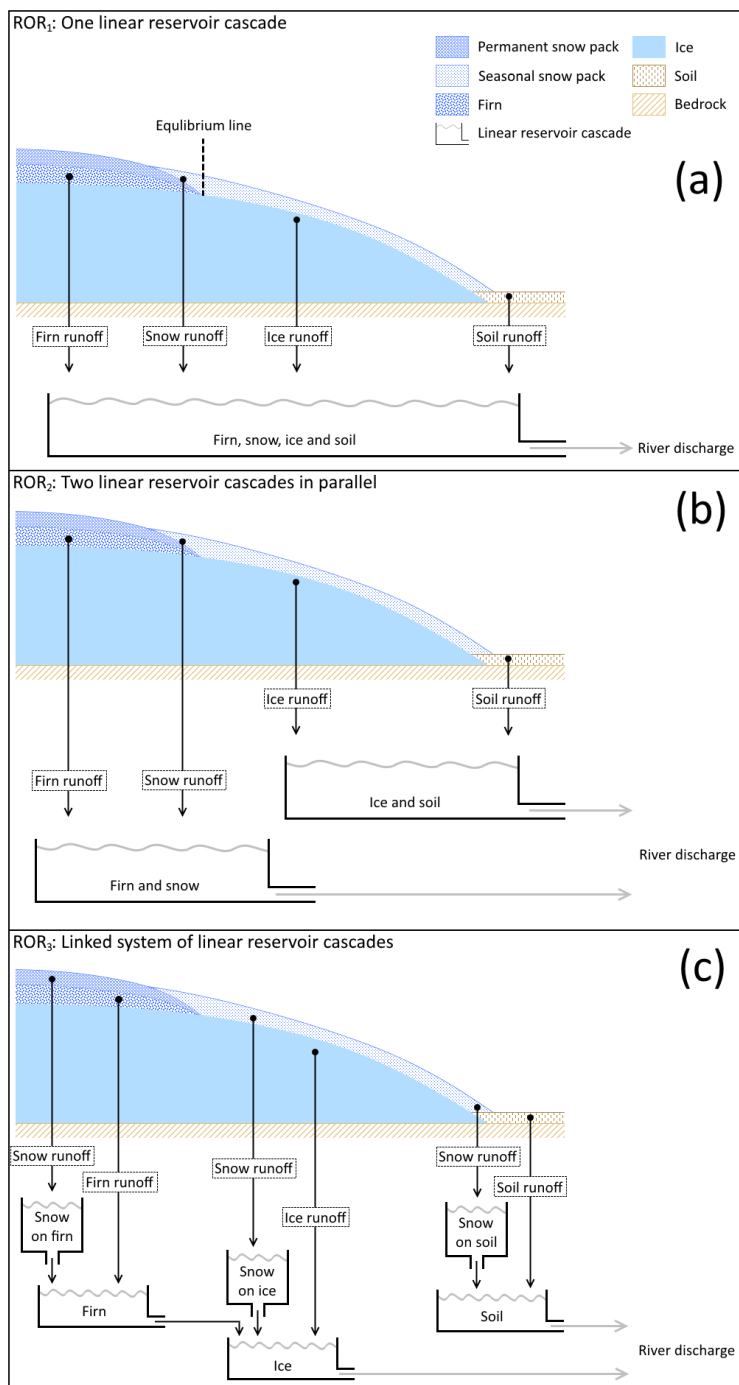 ROR1: One linear reservoir cascade
Permanent snow pack
Ice
Seasonal snow pack
Soil
Firn
Bedrock
Linear reservoir cascade
Equlibrium line
(a)
Firn runoff
Snow runoff
Ice runoff
Soil runoff
Firn, snow, ice and soil
River discharge
ROR2: Two linear reservoir cascades in parallel
(b)
Ice runoff
Soil runoff
Firn runoff
Snow runoff
Ice and soil
River discharge
Firn and snow
ROR3: Linked system of linear reservoir cascades
(c)
Snow runoff
Firn runoff
Snow runoff
Ice runoff
Snow runoff
Soil runoff
Snow
on firn
Snow
on ice
Snow
on soil
Firn
Soil
River discharge
Ice